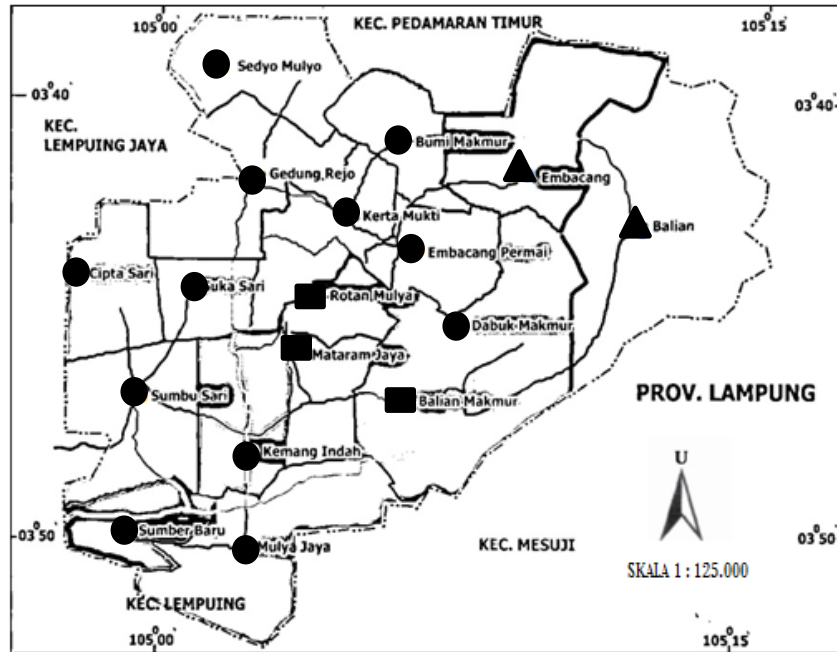 105 00'
KEC. PEDAMARAN TIMUR
105 15'
Sedyo Mulyo
03° 40'
03° 40'
KEC.
LEMPUING JAYA
Bumi Makmur
Gedung Rejo
Embacang
Kerta Mukti
Balian
Embacang Permai
Cipta Sari
Suka Sari
Rotan Mulya
Dabuk Makmur
Mataram Jaya
Sumbu Sari
Balian Makmur
PROV. LAMPUNG
Kemang Indah
U
Sumber Baru
03° 50'
Mulya Jaya
KEC. MESUJI
03° 50'
SKALA 1 : 125.000
KEC. LEMPUING
105 00'
105 15'